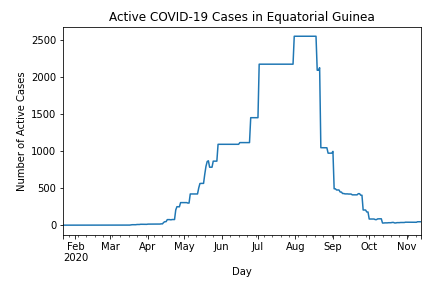 Active COVID-19 Cases in Equatorial Guinea
Number of Active Cases
2500
2000
1500
1000
500
0
Feb Mar Apr May Jun Jul Aug Sep Oct Nov
2020
Day